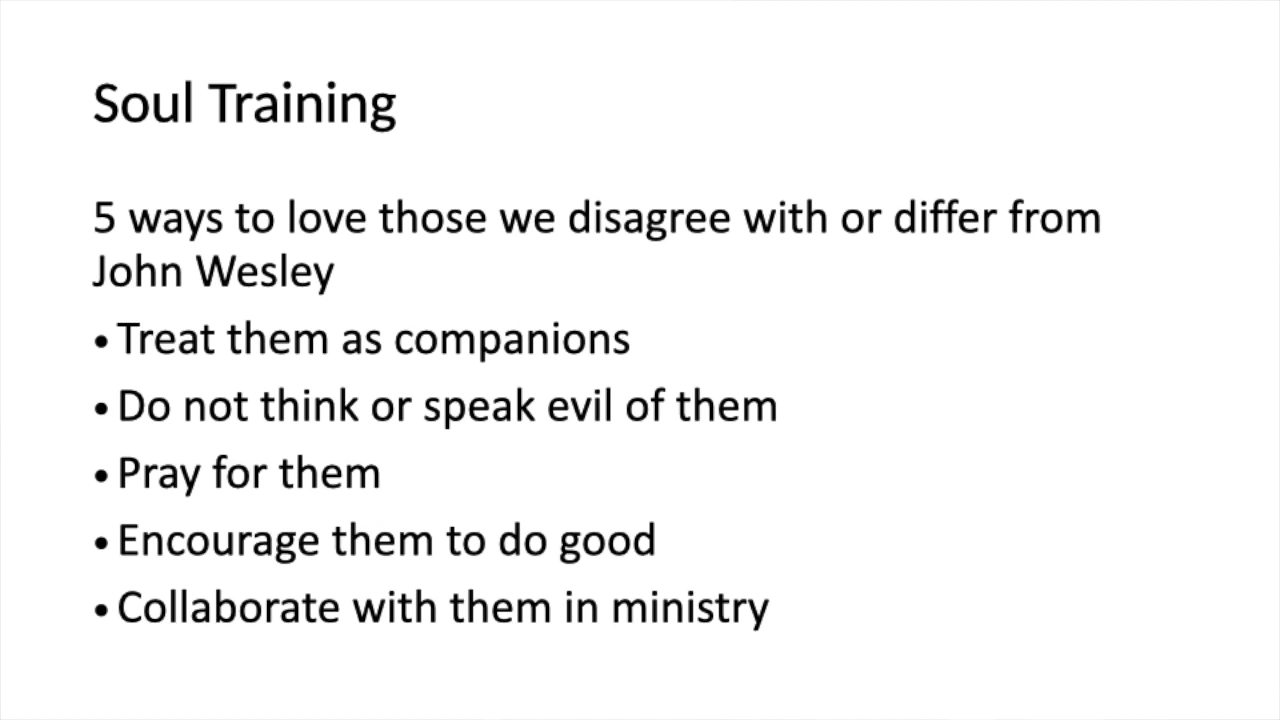 Soul Training
5 ways to love those we disagree with or differ from
John Wesley
• Treat them as companions
• Do not think or speak evil of them
• Pray for them
• Encourage them to do good
• Collaborate with them in ministry